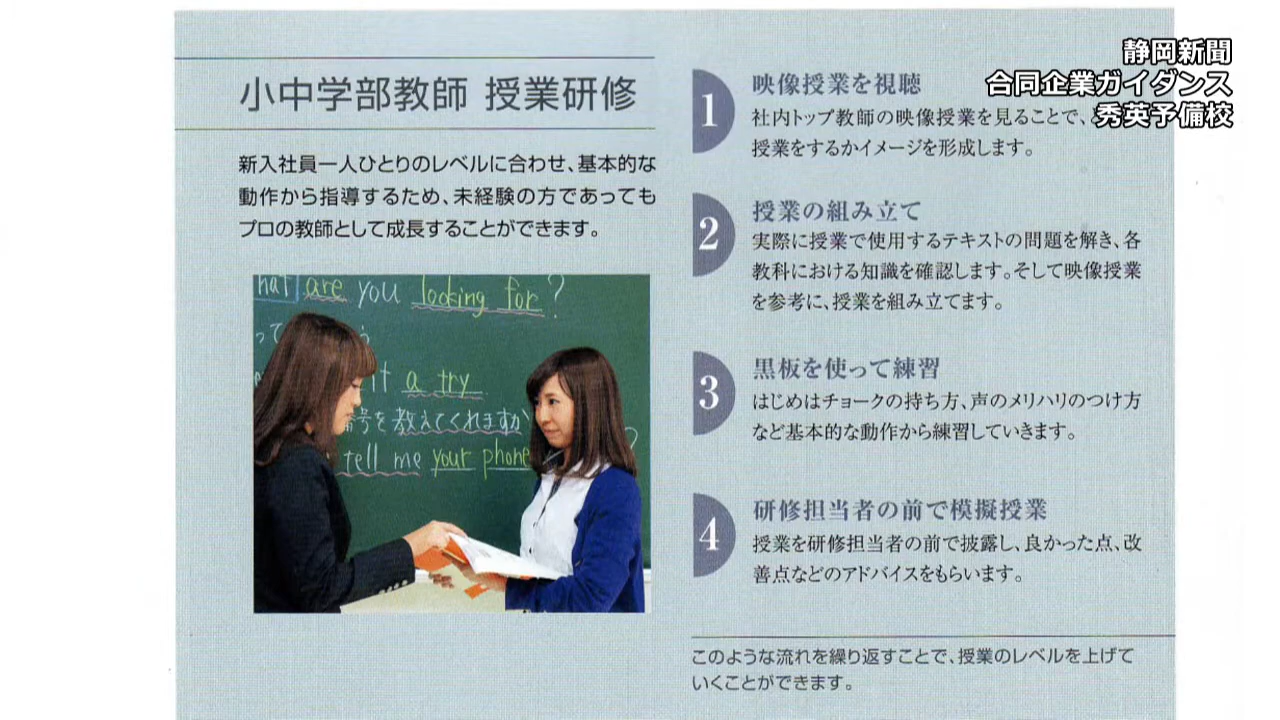 静岡新聞
合同企業ガイダンス
秀英予備校
小中学部教師 授業研修
新入社員一人ひとりのレベルに合わせ、基本的な
動作から指導するため、未経験の方であっても
プロの教師として成長することができます。
are you looking for?
it a try
番号を教えてくれますか
tell me your phone
?
1
映像授業を視聴
社内トップ教師の映像授業を見ることで、
授業をするかイメージを形成します。
2
授業の組み立て
実際に授業で使用するテキストの問題を解き、各
教科における知識を確認します。そして映像授業
を参考に、授業を組み立てます。
3
黒板を使って練習
はじめはチョークの持ち方、声のメリハリのつけ方
など基本的な動作から練習していきます。
4
研修担当者の前で模擬授業
授業を研修担当者の前で披露し、良かった点、改
善点などのアドバイスをもらいます。
このような流れを繰り返すことで、授業のレベルを上げて
いくことができます。